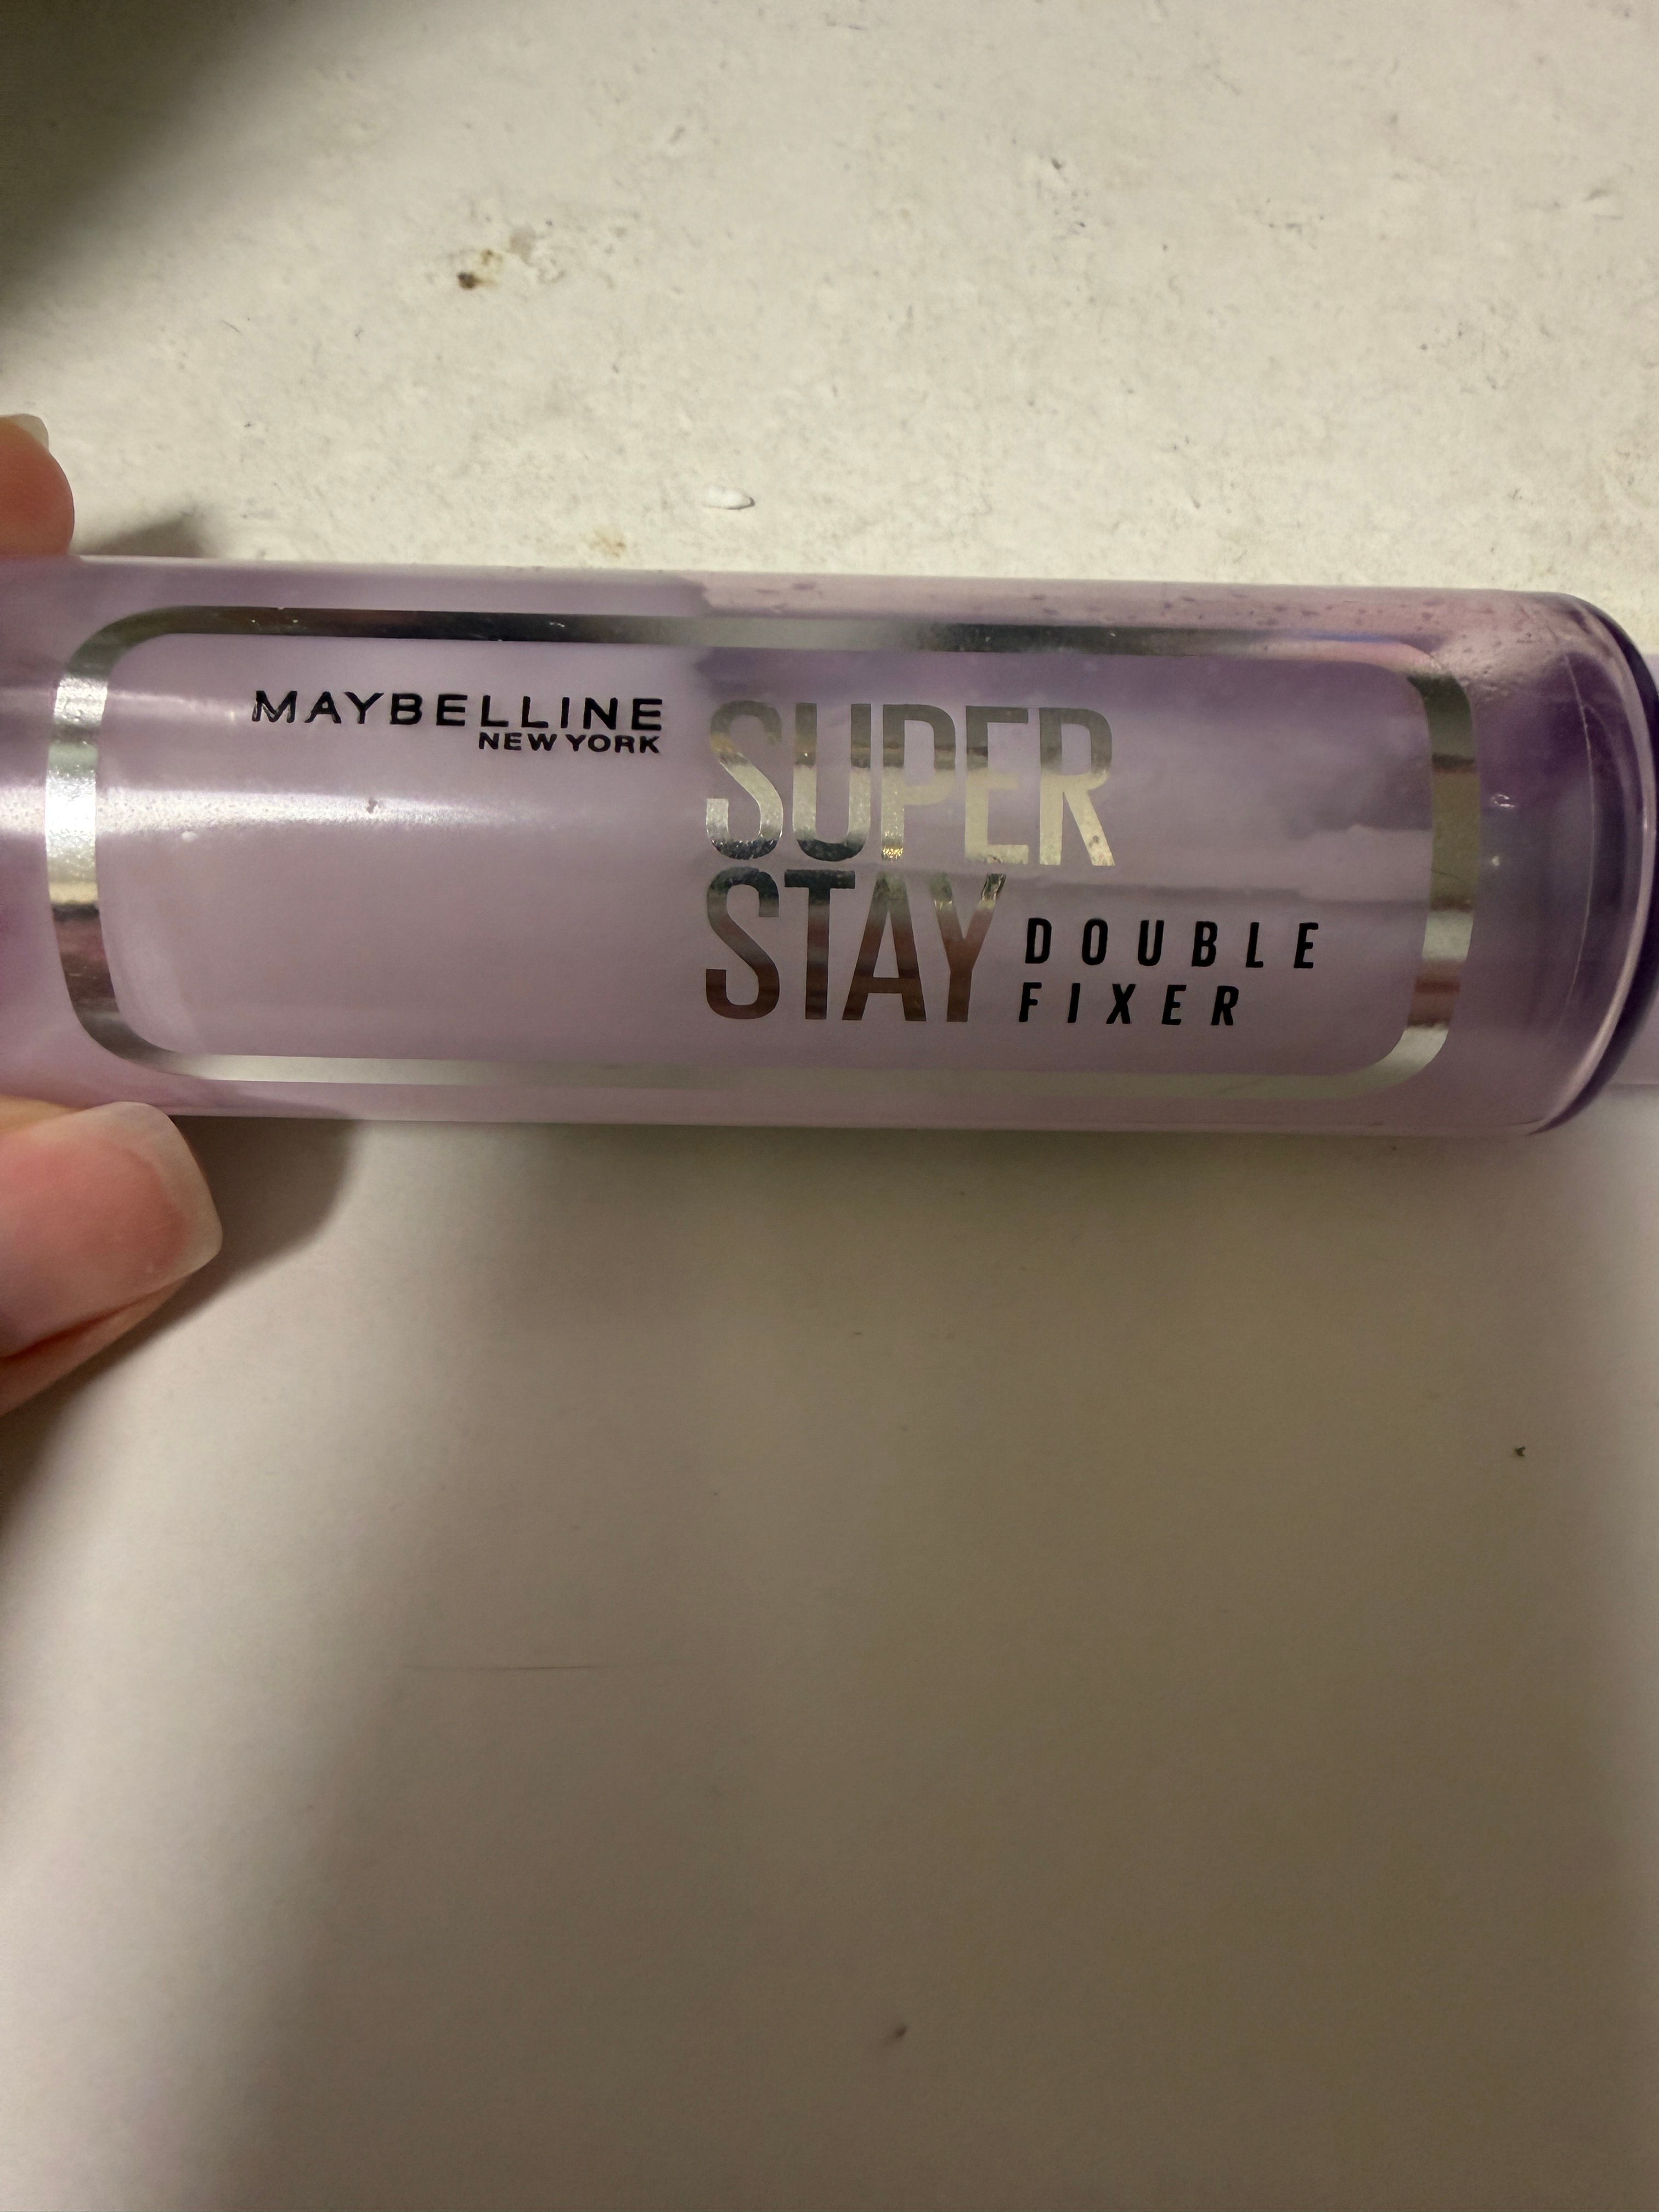 MAYBELLINE
NEW YORK
SUPER
STAY
DOUBLE
FIXER